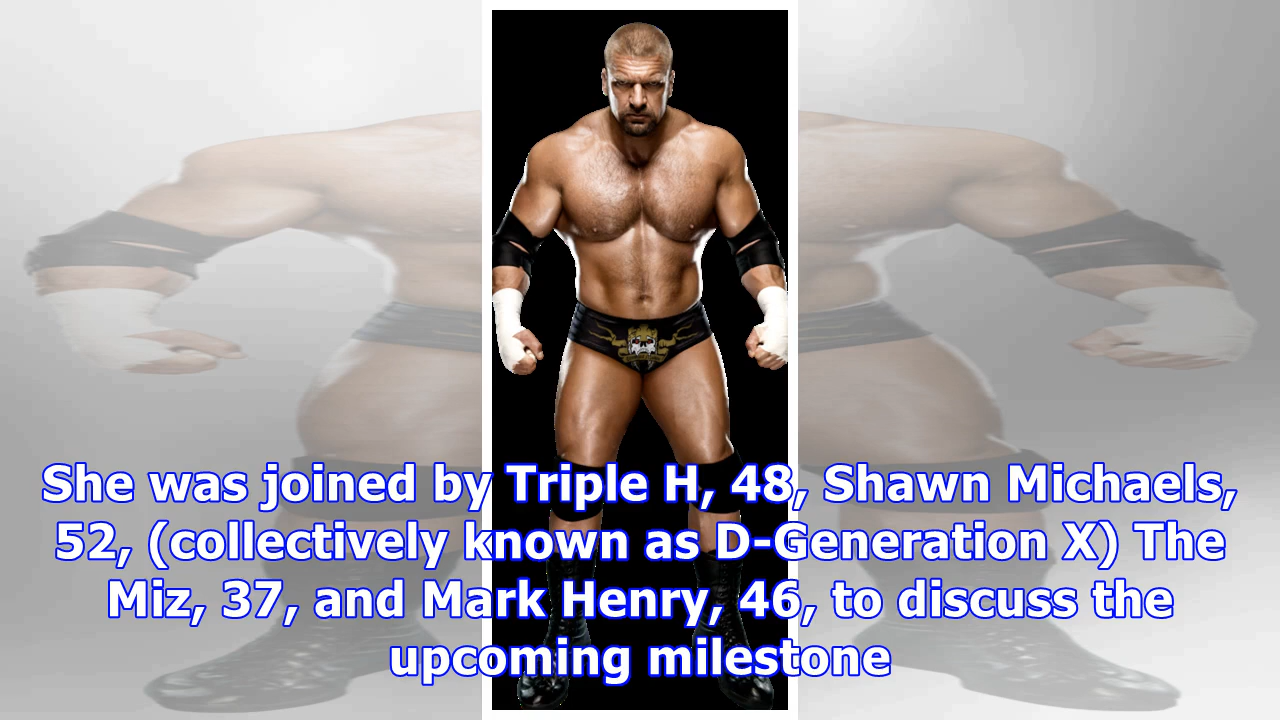 She was joined by Triple H, 48, Shawn Michaels,
52, (collectively known as D-Generation X) The
Miz, 37, and Mark Henry, 46, to discuss the
upcoming milestone